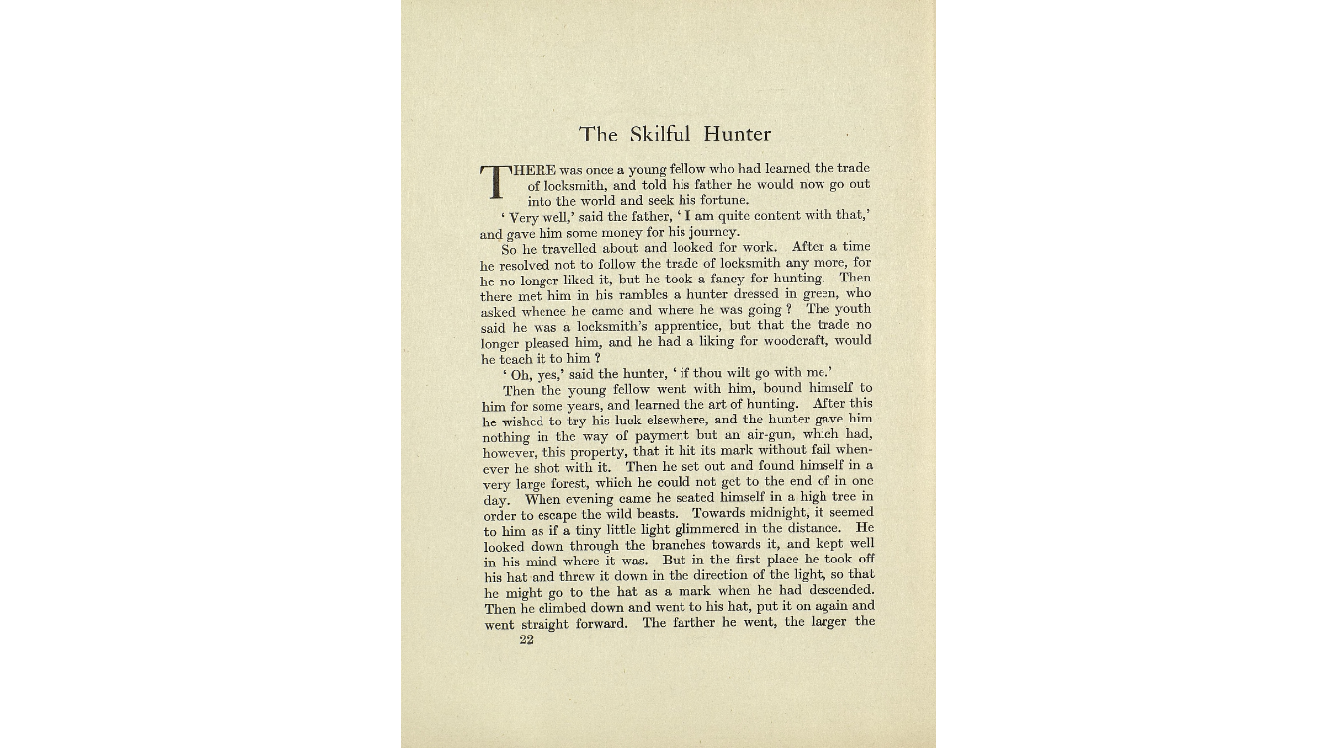 The Skilful Hunter
THERE was once a young fellow who had learned the trade
of locksmith, and told his father he would now go out
into the world and seek his fortune.
‘ Very well,’ said the father, ‘ I am quite content with that,’
and gave him some money for his journey.
So he travelled about and looked for work. After a time
he resolved not to follow the trade of locksmith any more, for
he no longer liked it, but he took a fancy for hunting. Then
there met him in his rambles a hunter dressed in green, who
asked whence he came and where he was going ? The youth
said he was a locksmith’s apprentice, but that the trade no
longer pleased him, and he had a liking for woodcraft, would
he teach it to him ?
‘ Oh, yes,’ said the hunter, ‘ if thou wilt go with me.’
Then the young fellow went with him, bound himself to
him for some years, and learned the art of hunting. After this
he wished to try his luck elsewhere, and the hunter gave him
nothing in the way of payment but an air-gun, which had,
however, this property, that it hit its mark without fail when-
ever he shot with it. Then he set out and found himself in a
very large forest, which he could not get to the end of in one
day. When evening came he seated himself in a high tree in
order to escape the wild beasts. Towards midnight, it seemed
to him as if a tiny little light glimmered in the distance. He
looked down through the branches towards it, and kept well
in his mind where it was. But in the first place he took off
his hat and threw it down in the direction of the light, so that
he might go to the hat as a mark when he had descended.
Then he climbed down and went to his hat, put it on again and
went straight forward. The farther he went, the larger the
22